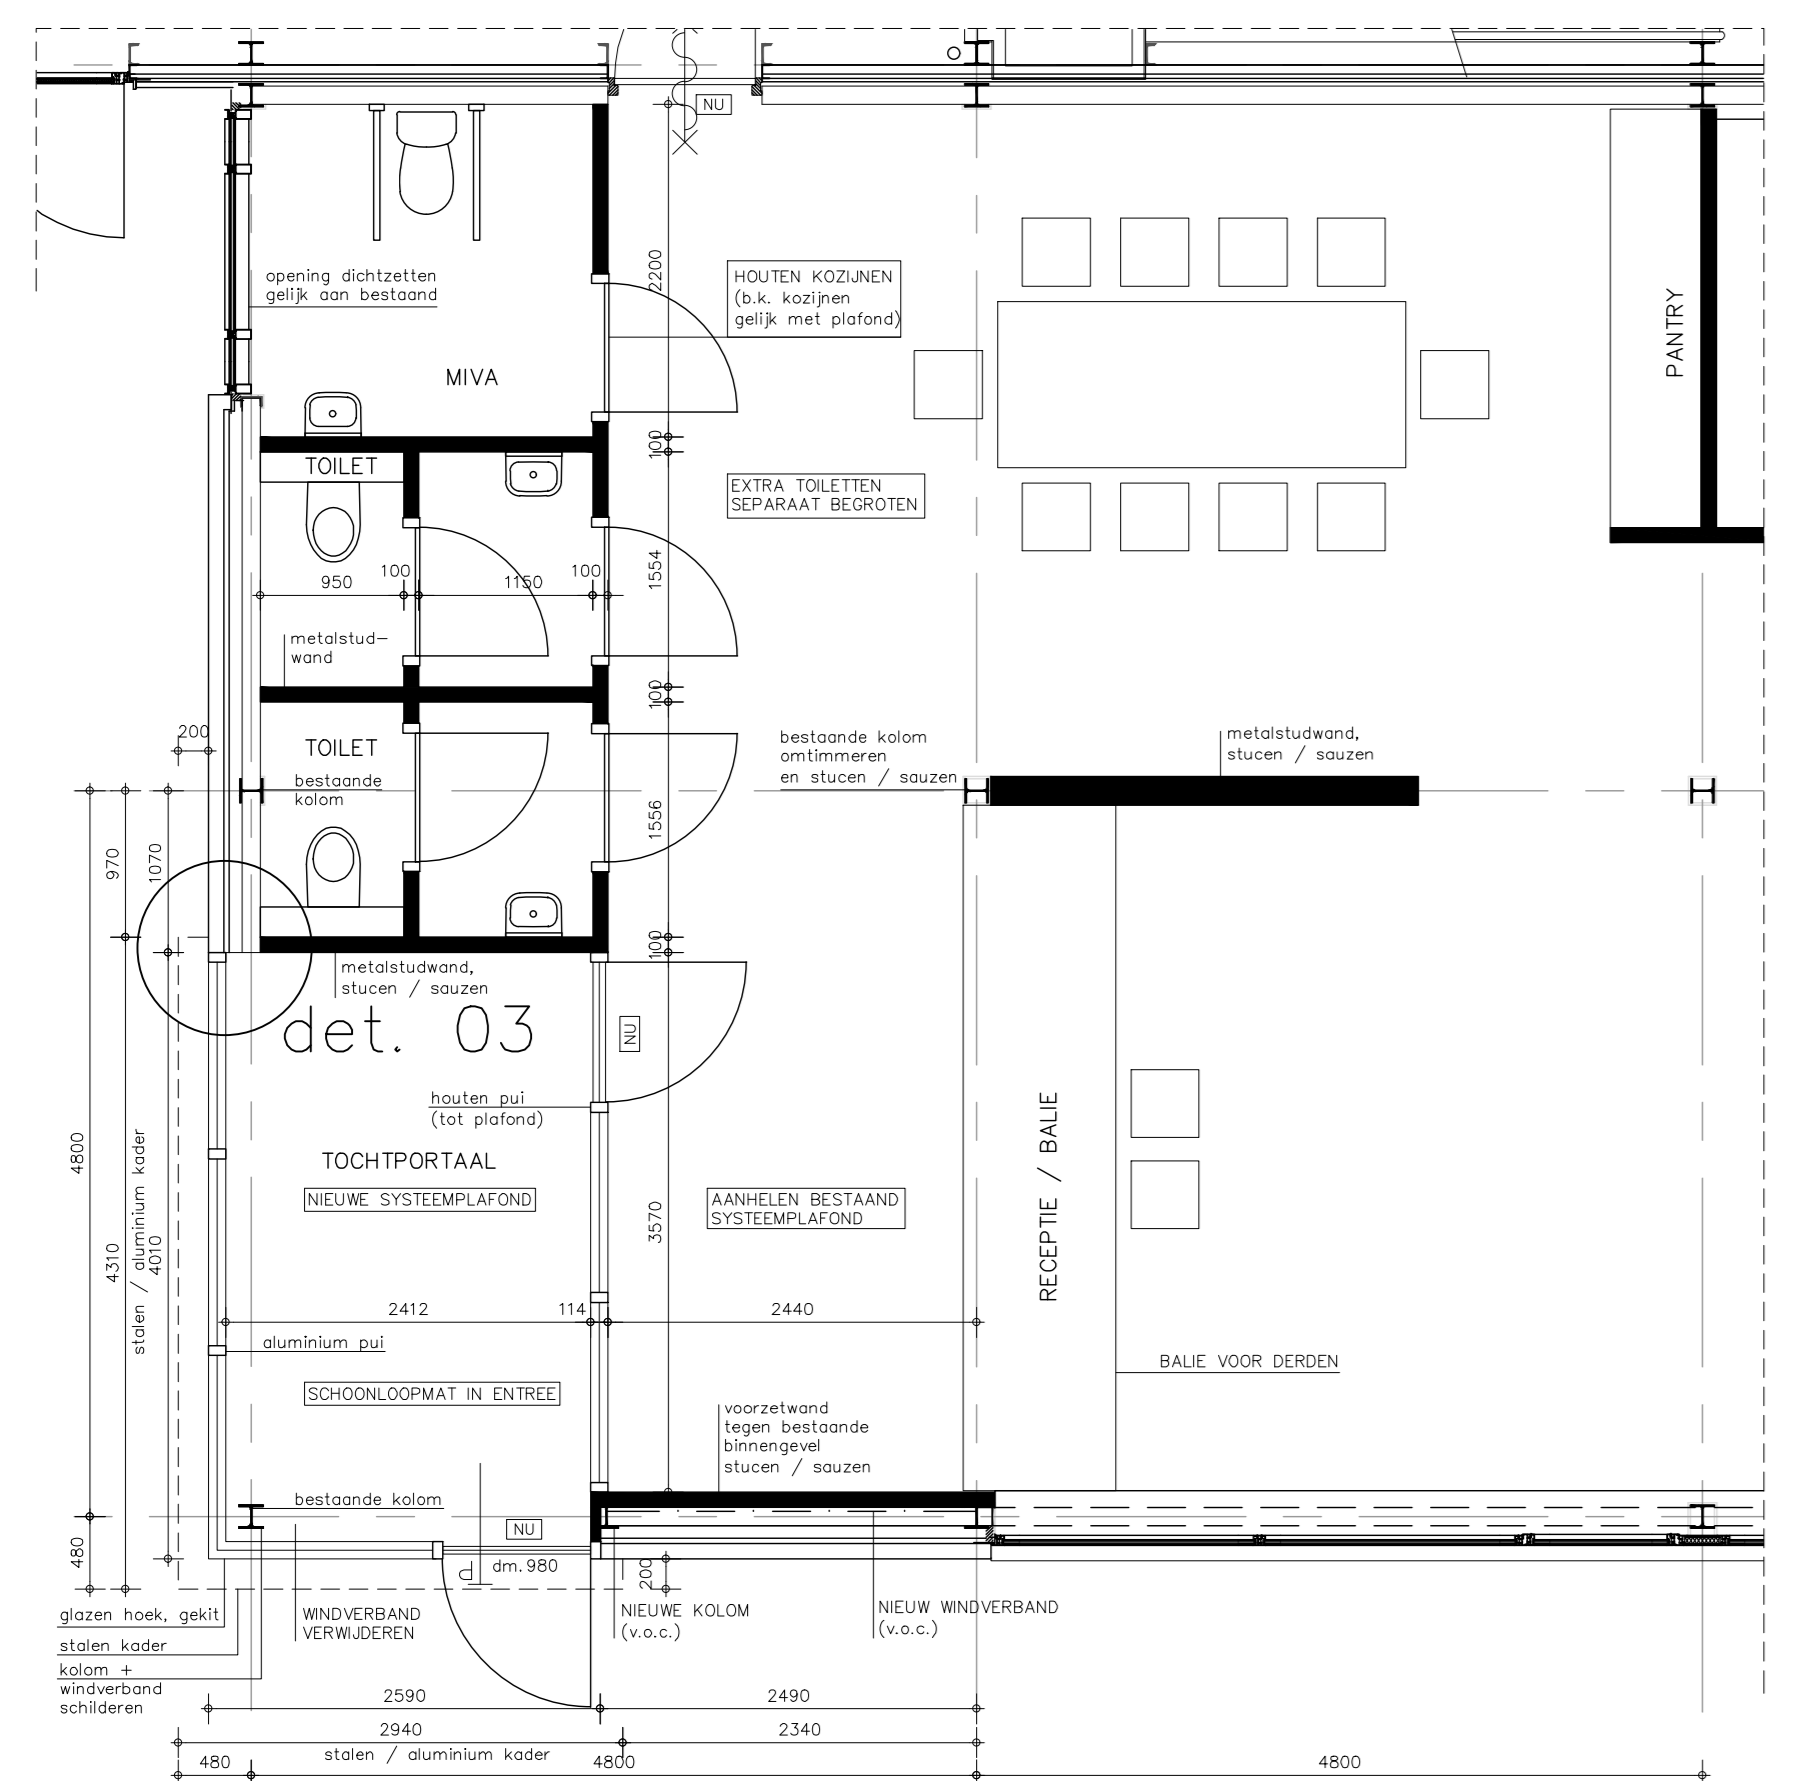 NU
opening dichtzetten
gelijk aan bestaand
2200
HOUTEN KOZIJNEN
(b.k. kozijnen
gelijk met plafond)
PANTRY
MIVA
100
TOILET
EXTRA TOILETTEN
SEPARAAT BEGROTEN
950
100
1150
100
1554
metalstud-
wand
100
200
TOILET
bestaande
kolom
bestaande kolom
omtimmeren
en stucen / sauzen
metalstudwand,
stucen / sauzen
970
1070
1556
100
metalstudwand,
stucen / sauzen
det. 03
NU
houten pui
(tot plafond)
TOCHTPORTAAL
NIEUWE SYSTEEMPLAFOND
AANHELEN BESTAAND
SYSTEEMPLAFOND
RECEPTIE / BALIE
4800
4310
stalen / aluminium kader
4010
3570
2412
114
2440
aluminium pui
BALIE VOOR DERDEN
SCHOONLOOPMAT IN ENTREE
voorzetwand
tegen bestaande
binnengevel
stucen / sauzen
bestaande kolom
NU
480
P
dm. 980
200
glazen hoek, gekit
WINDVERBAND
VERWIJDEREN
NIEUWE KOLOM
(v.o.c.)
NIEUW WINDVERBAND
(v.o.c.)
stalen kader
kolom +
windverband
schilderen
2590
2490
2940
2340
stalen / aluminium kader
480
4800
4800